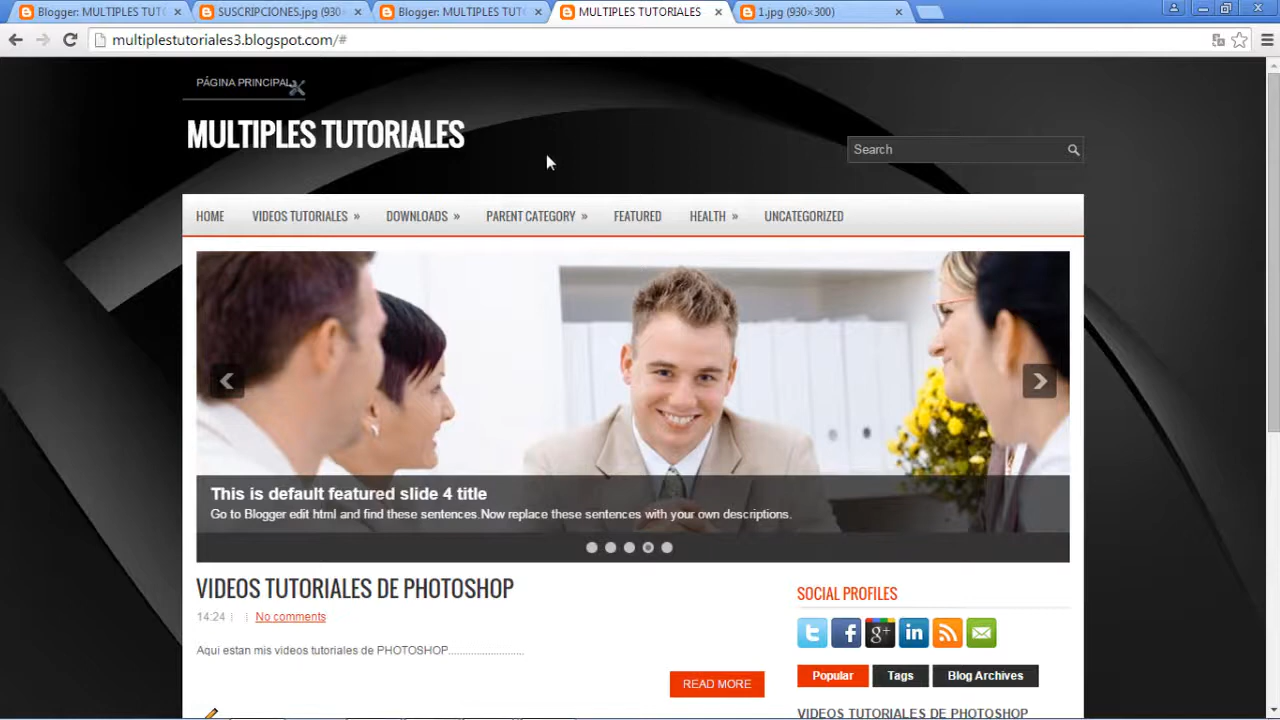 Blogger: MULTIPLES TUT
SUSCRIPCIONES.jpg (930
Blogger: MULTIPLES TUT
MULTIPLES TUTORIALES
1.jpg (930×300)
multiplestutoriales3.blogspot.com/#
PÁGINA PRINCIPAL
MULTIPLES TUTORIALES
Search
HOME VIDEOS TUTORIALES » DOWNLOADS » PARENT CATEGORY » FEATURED HEALTH » UNCATEGORIZED
This is default featured slide 4 title
Go to Blogger edit html and find these sentences.Now replace these sentences with your own descriptions.
VIDEOS TUTORIALES DE PHOTOSHOP
14:24 No comments
Aqui estan mis videos tutoriales de PHOTOSHOP........................
READ MORE
SOCIAL PROFILES
Popular Tags Blog Archives
VIDEOS TUTORIALES DE PHOTOSHOP